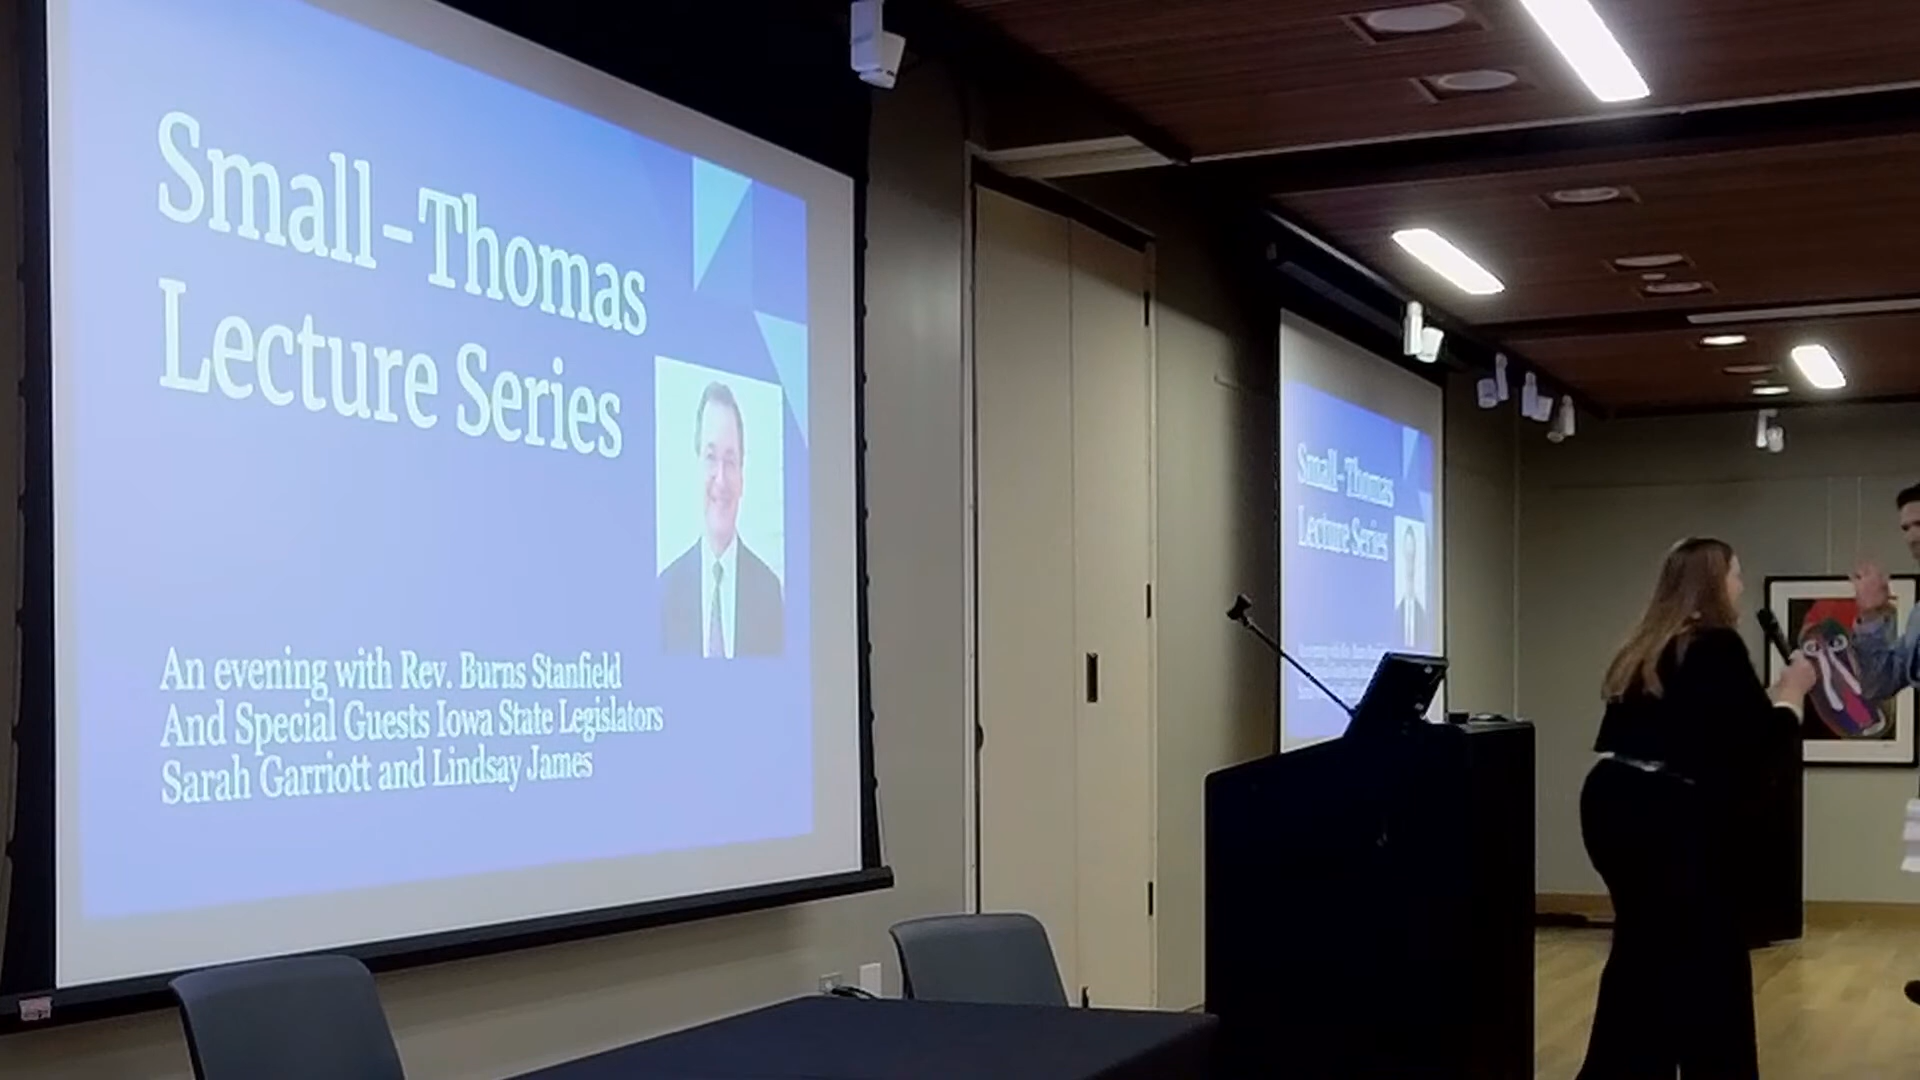 Small-Thomas
Lecture Series
An evening with Rev. Burns Stanfield
And Special Guests Iowa State Legislators
Sarah Garriott and Lindsay James
Small-Thomas
Lecture Series